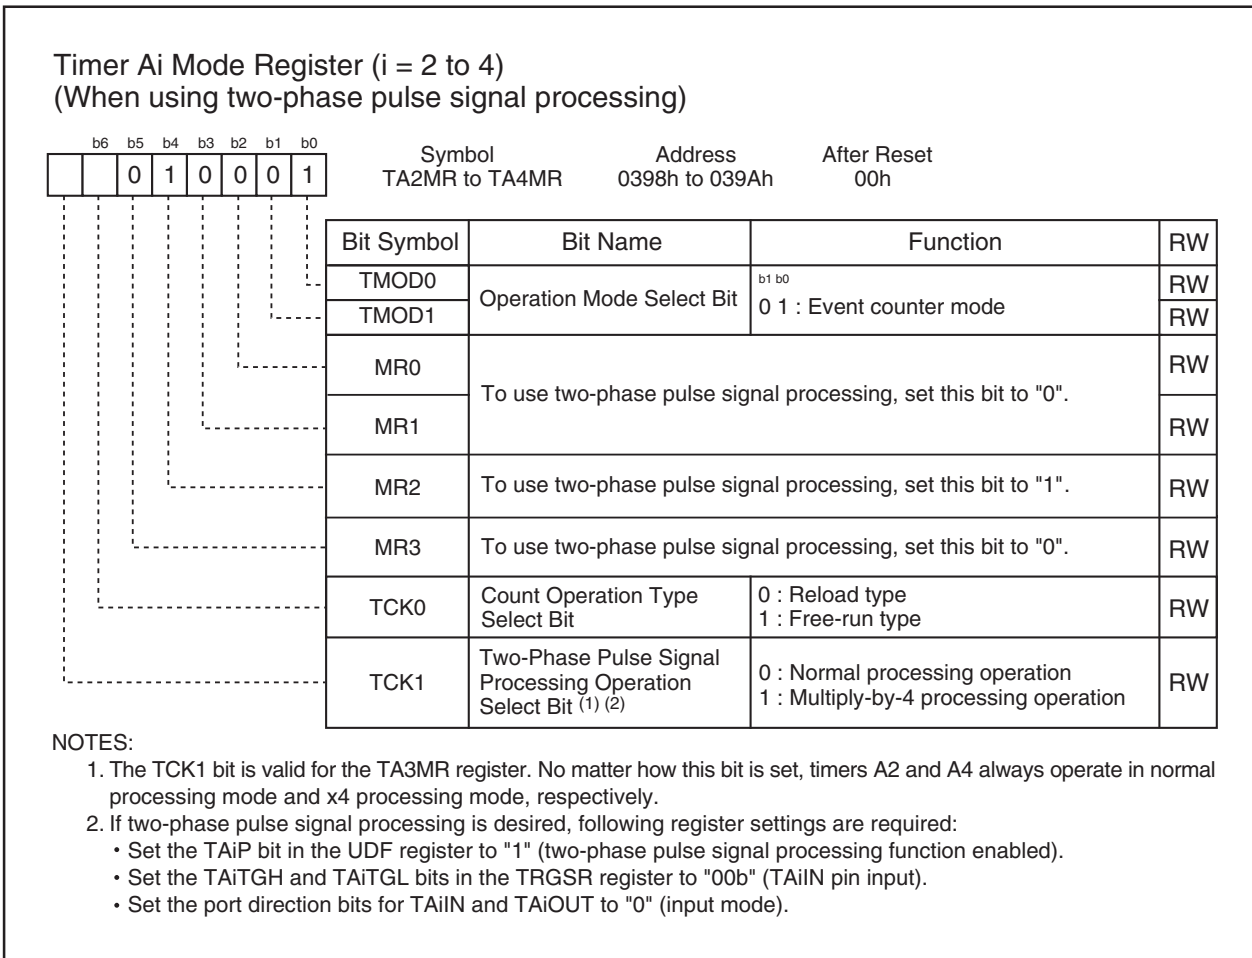 Timer Ai Mode Register (i = 2 to 4)
(When using two-phase pulse signal processing)
b6 b5 b4 b3 b2 b1 b0
0 1 0 0 0 1
Symbol Address After Reset
TA2MR to TA4MR 0398h to 039Ah 00h
Bit Symbol Bit Name Function RW
TMOD0 RW
Operation Mode Select Bit
b1 b0
0 1 : Event counter mode
TMOD1 RW
MR0 RW
To use two-phase pulse signal processing, set this bit to "0".
MR1 RW
MR2 To use two-phase pulse signal processing, set this bit to "1". RW
MR3 To use two-phase pulse signal processing, set this bit to "0". RW
TCK0
Count Operation Type
Select Bit
0 : Reload type
1 : Free-run type
RW
TCK1
Two-Phase Pulse Signal
Processing Operation
Select Bit (1) (2)
0 : Normal processing operation
1 : Multiply-by-4 processing operation
RW
NOTES:
1. The TCK1 bit is valid for the TA3MR register. No matter how this bit is set, timers A2 and A4 always operate in normal
processing mode and x4 processing mode, respectively.
2. If two-phase pulse signal processing is desired, following register settings are required:
• Set the TAiP bit in the UDF register to "1" (two-phase pulse signal processing function enabled).
• Set the TAiTGH and TAiTGL bits in the TRGSR register to "00b" (TAiIN pin input).
• Set the port direction bits for TAiIN and TAiOUT to "0" (input mode).